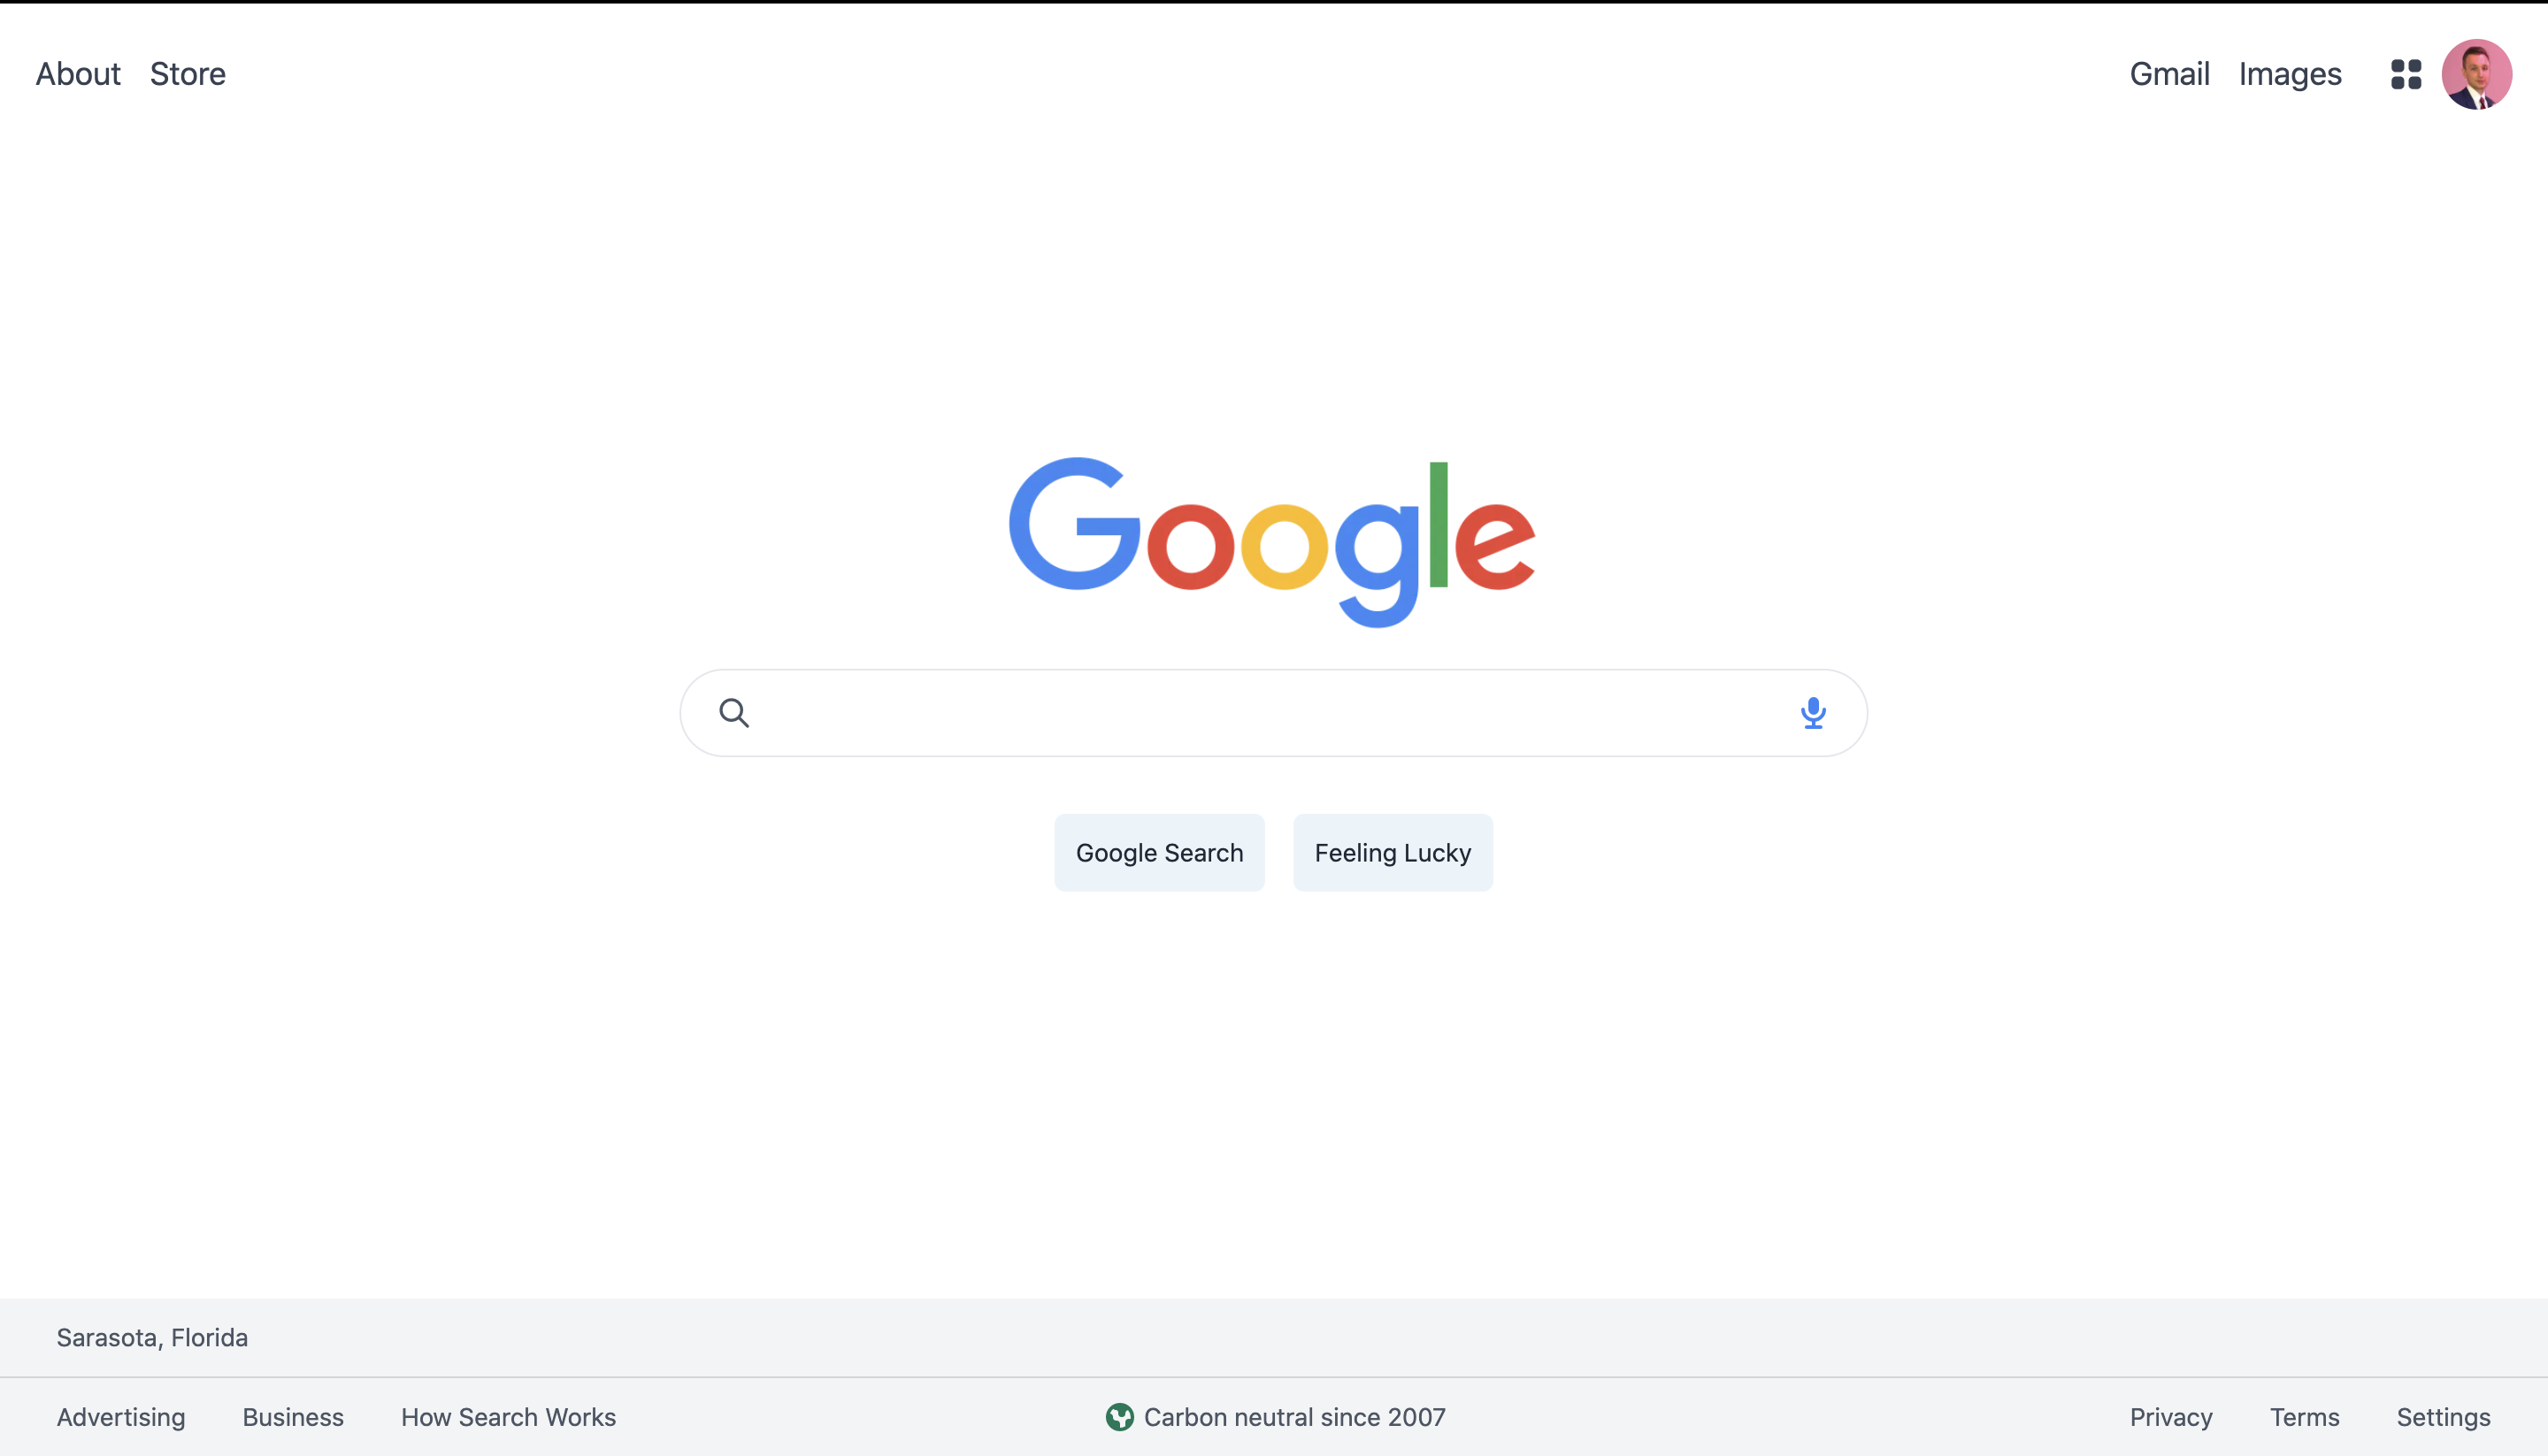 About Store Gmail Images
Google
Google Search Feeling Lucky
Sarasota, Florida
Advertising Business How Search Works Carbon neutral since 2007 Privacy Terms Settings